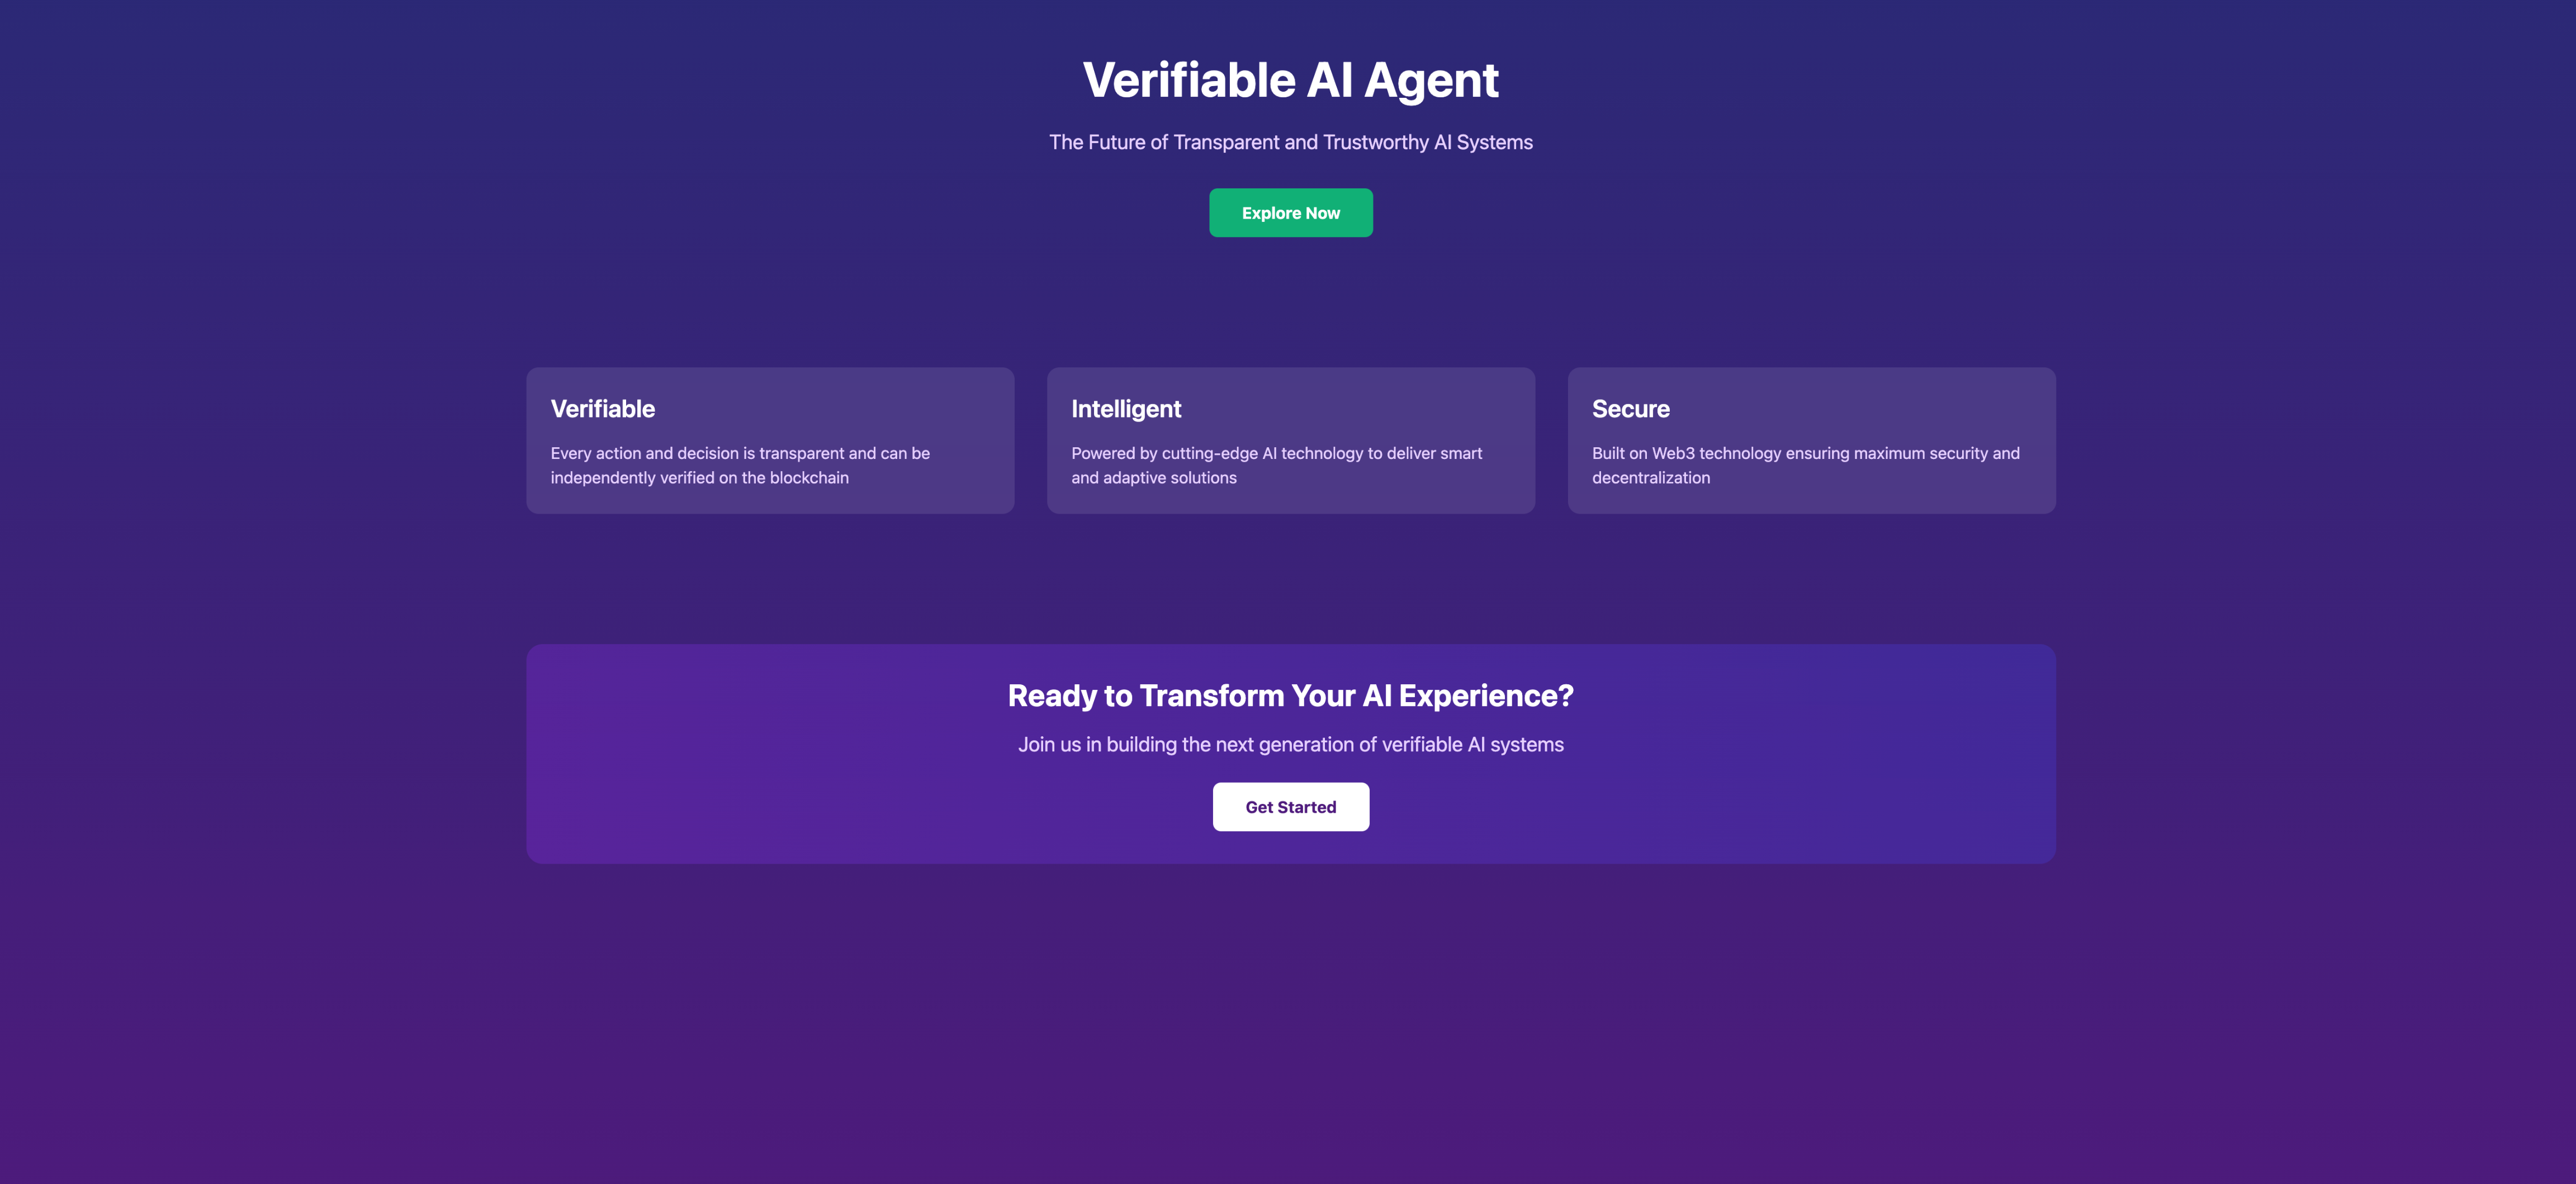 Verifiable AI Agent
The Future of Transparent and Trustworthy AI Systems
Explore Now
Verifiable
Every action and decision is transparent and can be
independently verified on the blockchain
Intelligent
Powered by cutting-edge AI technology to deliver smart
and adaptive solutions
Secure
Built on Web3 technology ensuring maximum security and
decentralization
Ready to Transform Your AI Experience?
Join us in building the next generation of verifiable AI systems
Get Started